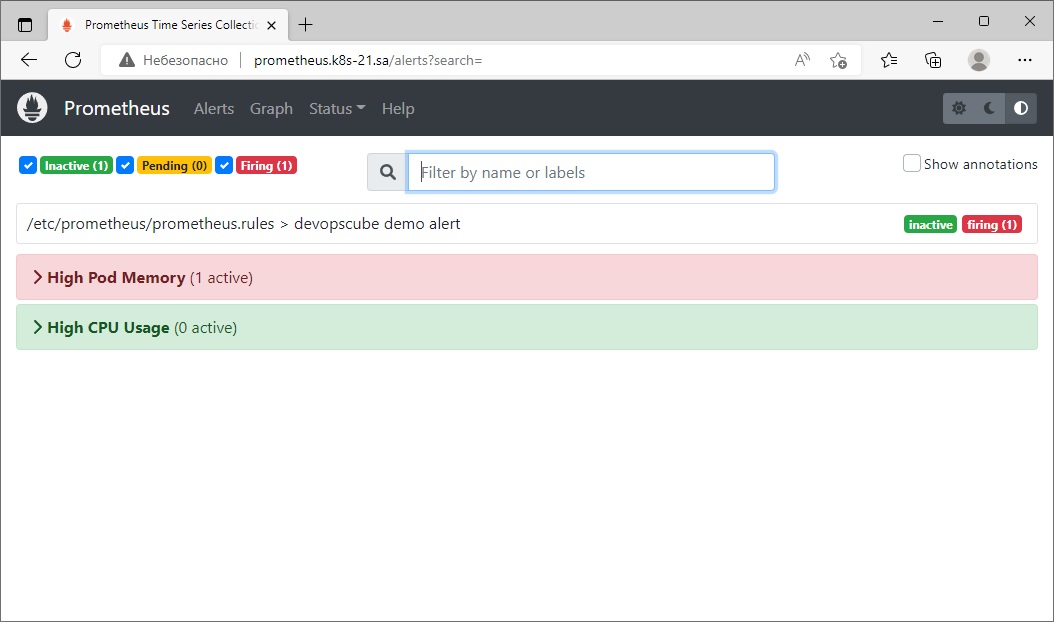 Prometheus Time Series Collectic
Небезопасно prometheus.k8s-21.sa/alerts?search=
Prometheus Alerts Graph Status Help
Inactive (1) Pending (0) Firing (1) Filter by name or labels Show annotations
/etc/prometheus/prometheus.rules > devopscube demo alert inactive firing (1)
High Pod Memory (1 active)
High CPU Usage (0 active)